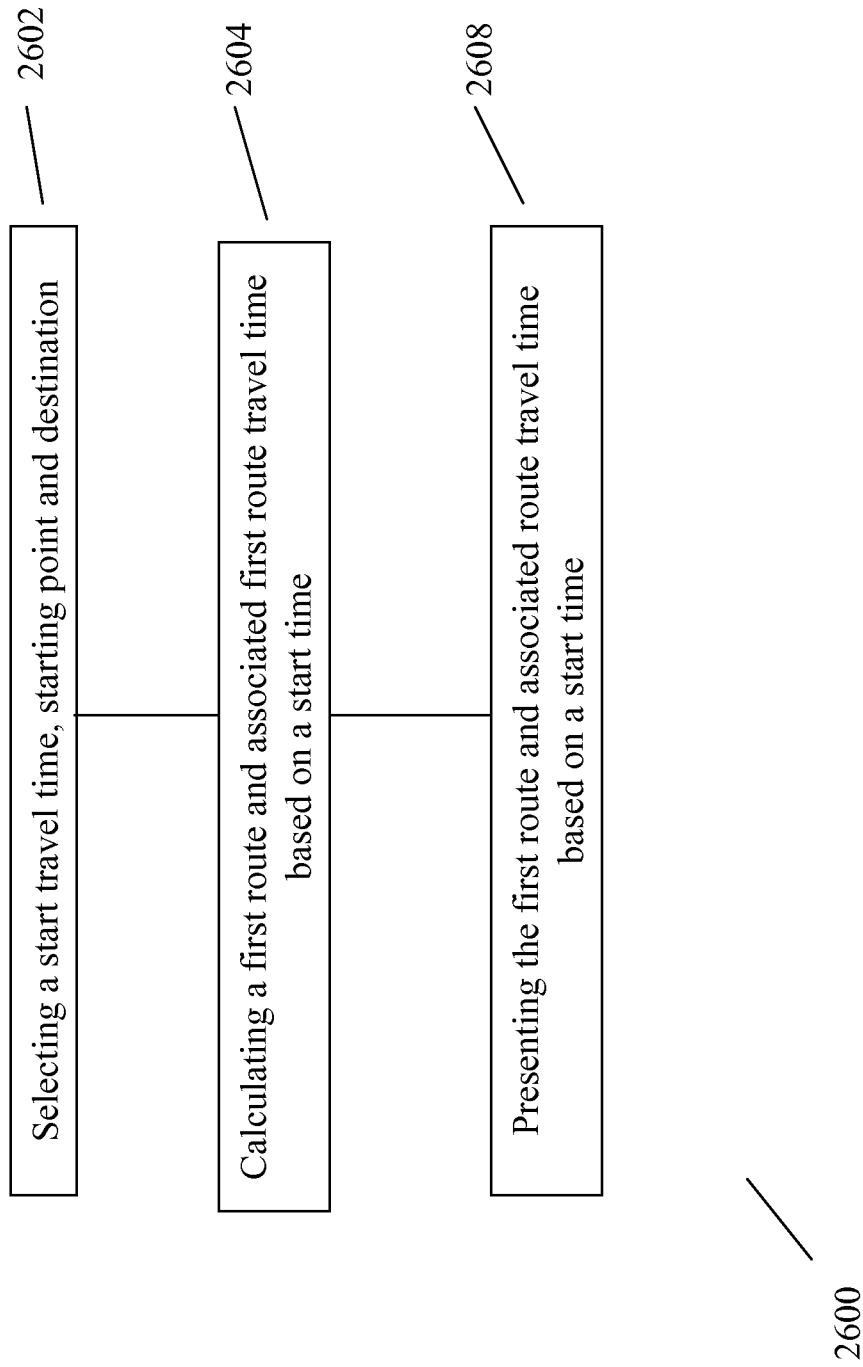 Selecting a start travel time, starting point and destination
2602
Calculating a first route and associated first route travel time
based on a start time
2604
Presenting the first route and associated route travel time
based on a start time
2608
2600